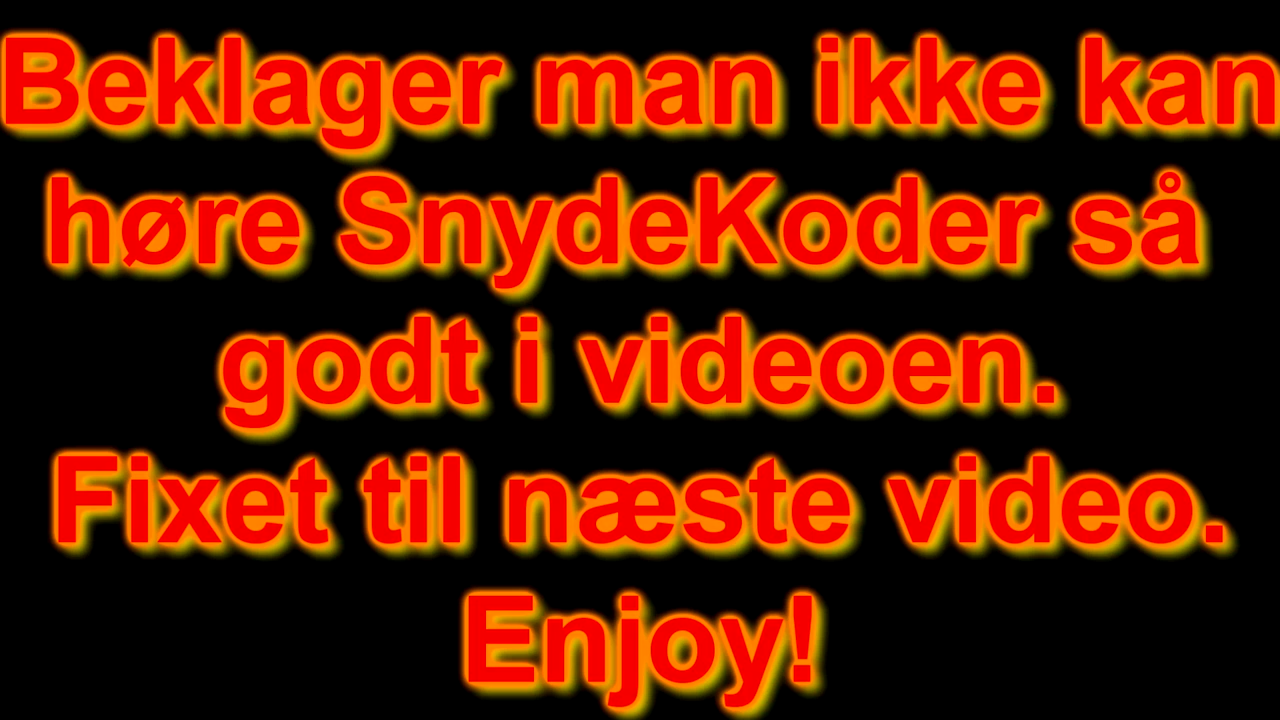 Beklager man ikke kan
høre SnydeKoder så
godt i videoen.
Fixet til næste video.
Enjoy!